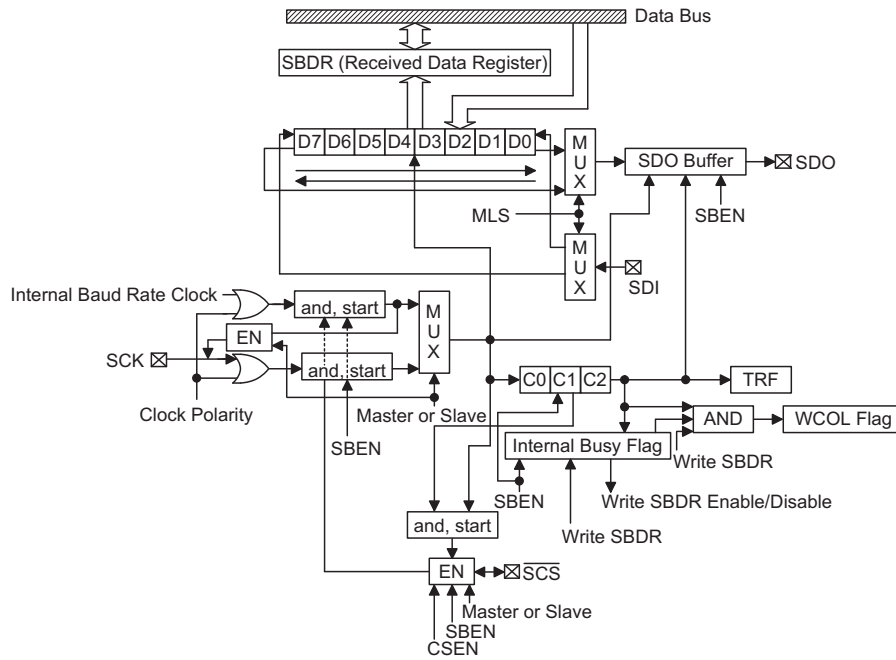 Data Bus
SBDR (Received Data Register)
D7 D6 D5 D4 D3 D2 D1 D0
MUX
SDO Buffer
SDO
MLS
SBEN
MUX
SDI
Internal Baud Rate Clock
and, start
MUX
EN
SCK
and, start
C0 C1 C2
TRF
Clock Polarity
Master or Slave
AND
WCOL Flag
SBEN
Internal Busy Flag
Write SBDR
SBEN
Write SBDR Enable/Disable
and, start
Write SBDR
EN
SCS
Master or Slave
SBEN
CSEN